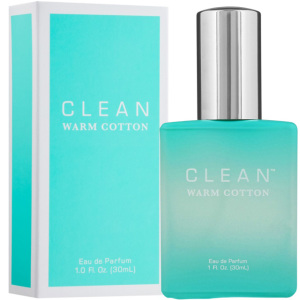 CLEAN
WARM COTTON
Eau de Parfum
1.0 Fl. Oz (30mL)
CLEAN™
WARM COTTON
Eau de Parfum
1 Fl. Oz. (30mL)